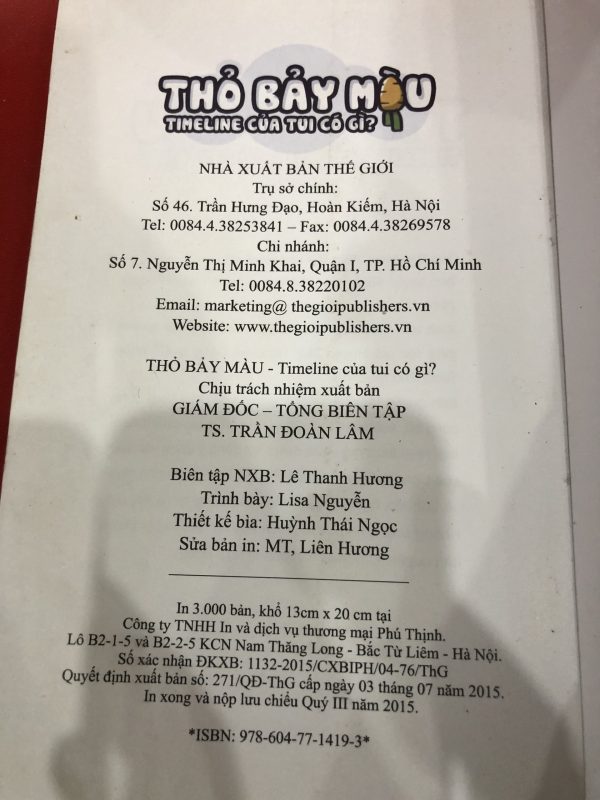 THỎ BẢY MÀU
TIMELINE CỦA TUI CÓ GÌ?
NHÀ XUẤT BẢN THẾ GIỚI
Trụ sở chính:
Số 46. Trần Hưng Đạo, Hoàn Kiếm, Hà Nội
Tel: 0084.4.38253841 – Fax: 0084.4.38269578
Chi nhánh:
Số 7. Nguyễn Thị Minh Khai, Quận I, TP. Hồ Chí Minh
Tel: 0084.8.38220102
Email: marketing@ thegioipublishers.vn
Website: www.thegioipublishers.vn
THỎ BẢY MÀU - Timeline của tui có gì?
Chịu trách nhiệm xuất bản
GIÁM ĐỐC – TỔNG BIÊN TẬP
TS. TRẦN ĐOÀN LÂM
Biên tập NXB: Lê Thanh Hương
Trình bày: Lisa Nguyễn
Thiết kế bìa: Huỳnh Thái Ngọc
Sửa bản in: MT, Liên Hương
In 3.000 bản, khổ 13cm x 20 cm tại
Công ty TNHH In và dịch vụ thương mại Phú Thịnh.
Lô B2-1-5 và B2-2-5 KCN Nam Thăng Long - Bắc Từ Liêm - Hà Nội.
Số xác nhận ĐKXB: 1132-2015/CXBIPH/04-76/ThG
Quyết định xuất bản số: 271/QĐ-ThG cấp ngày 03 tháng 07 năm 2015.
In xong và nộp lưu chiểu Quý III năm 2015.
*ISBN: 978-604-77-1419-3*